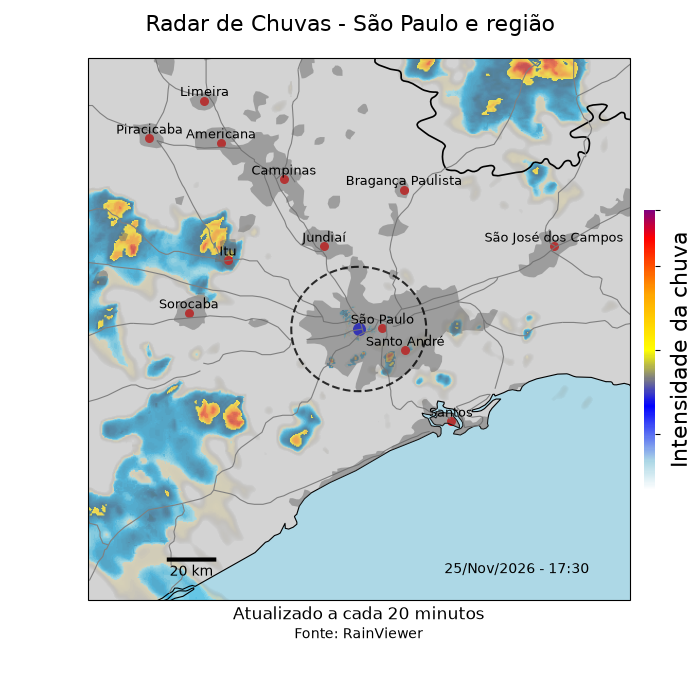 Radar de Chuvas - São Paulo e região
Limeira
Piracicaba
Americana
Campinas
Bragança Paulista
Jundiaí
São José dos Campos
Itu
Sorocaba
São Paulo
Santo André
Santos
Intensidade da chuva
20 km
25/Nov/2026 - 17:30
Atualizado a cada 20 minutos
Fonte: RainViewer